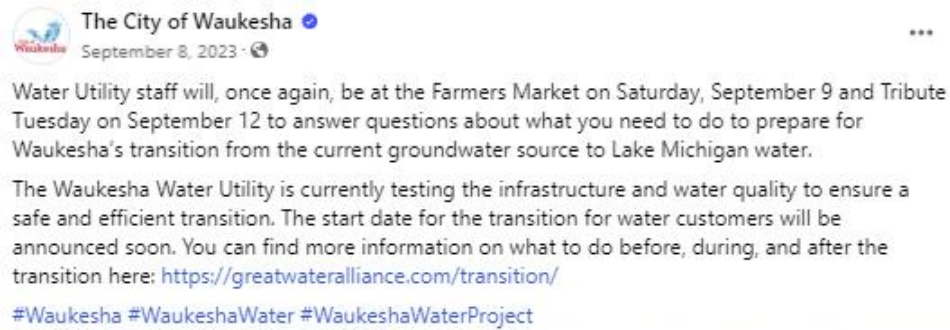 The City of Waukesha
Waukesha
September 8, 2023 ·
Water Utility staff will, once again, be at the Farmers Market on Saturday, September 9 and Tribute
Tuesday on September 12 to answer questions about what you need to do to prepare for
Waukesha's transition from the current groundwater source to Lake Michigan water.
The Waukesha Water Utility is currently testing the infrastructure and water quality to ensure a
safe and efficient transition. The start date for the transition for water customers will be
announced soon. You can find more information on what to do before, during, and after the
transition here: https://greatwateralliance.com/transition/
#Waukesha #WaukeshaWater #WaukeshaWaterProject